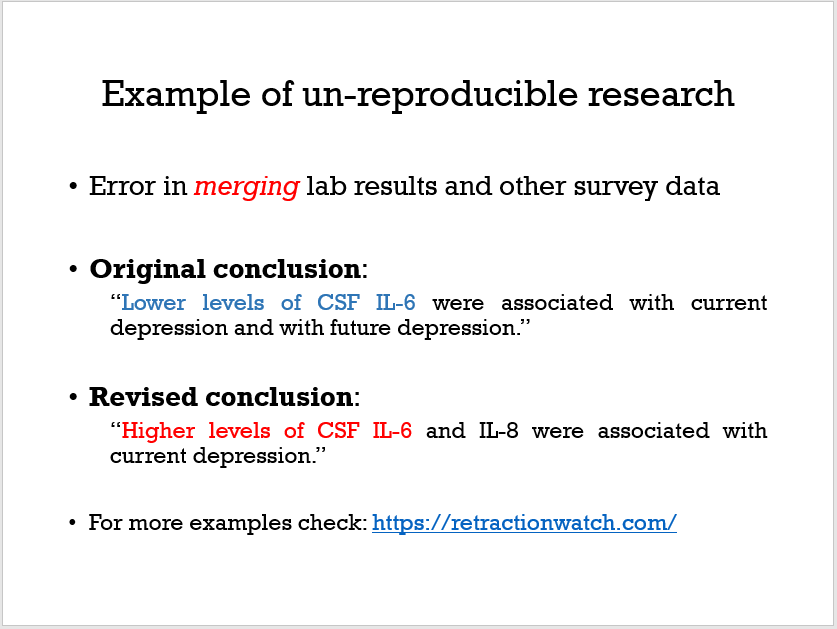 Example of un-reproducible research
• Error in merging lab results and other survey data
• Original conclusion:
“Lower levels of CSF IL-6 were associated with current
depression and with future depression.”
• Revised conclusion:
“Higher levels of CSF IL-6 and IL-8 were associated with
current depression.”
• For more examples check: https://retractionwatch.com/